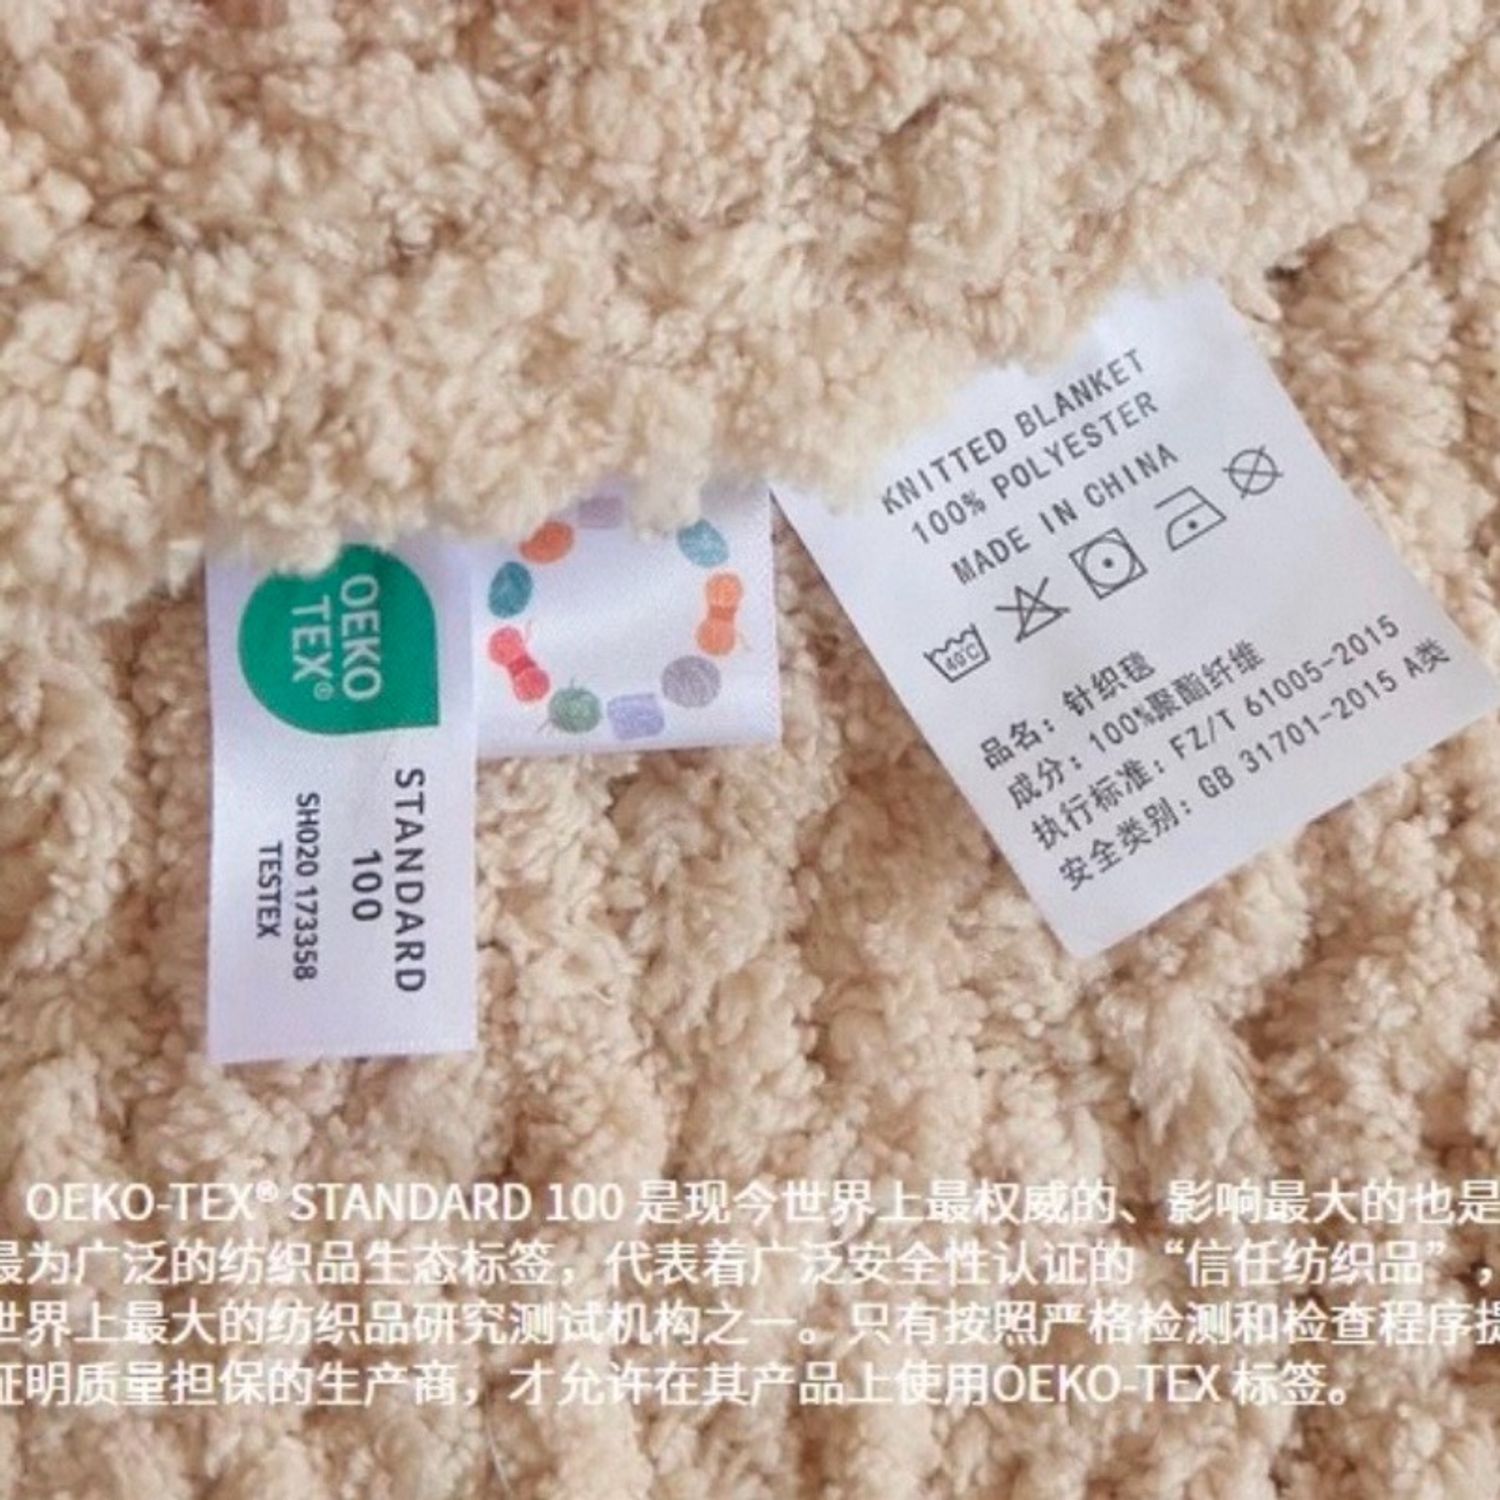 OEKO
TEX®
STANDARD
100
SH020 173358
TESTEX
KNITTED BLANKET
100% POLYESTER
MADE IN CHINA
40℃
品名: 针织毯
成分: 100%聚酯纤维
执行标准: FZ/T 61005-2015
安全类别: GB 31701-2015 A类
OEKO-TEX® STANDARD 100 是现今世界上最权威的、影响最大的也是
最为广泛的纺织品生态标签，代表着广泛安全性认证的“信任纺织品”，
世界上最大的纺织品研究测试机构之一。只有按照严格检测和检查程序提
证明质量担保的生产商，才允许在其产品上使用OEKO-TEX 标签。